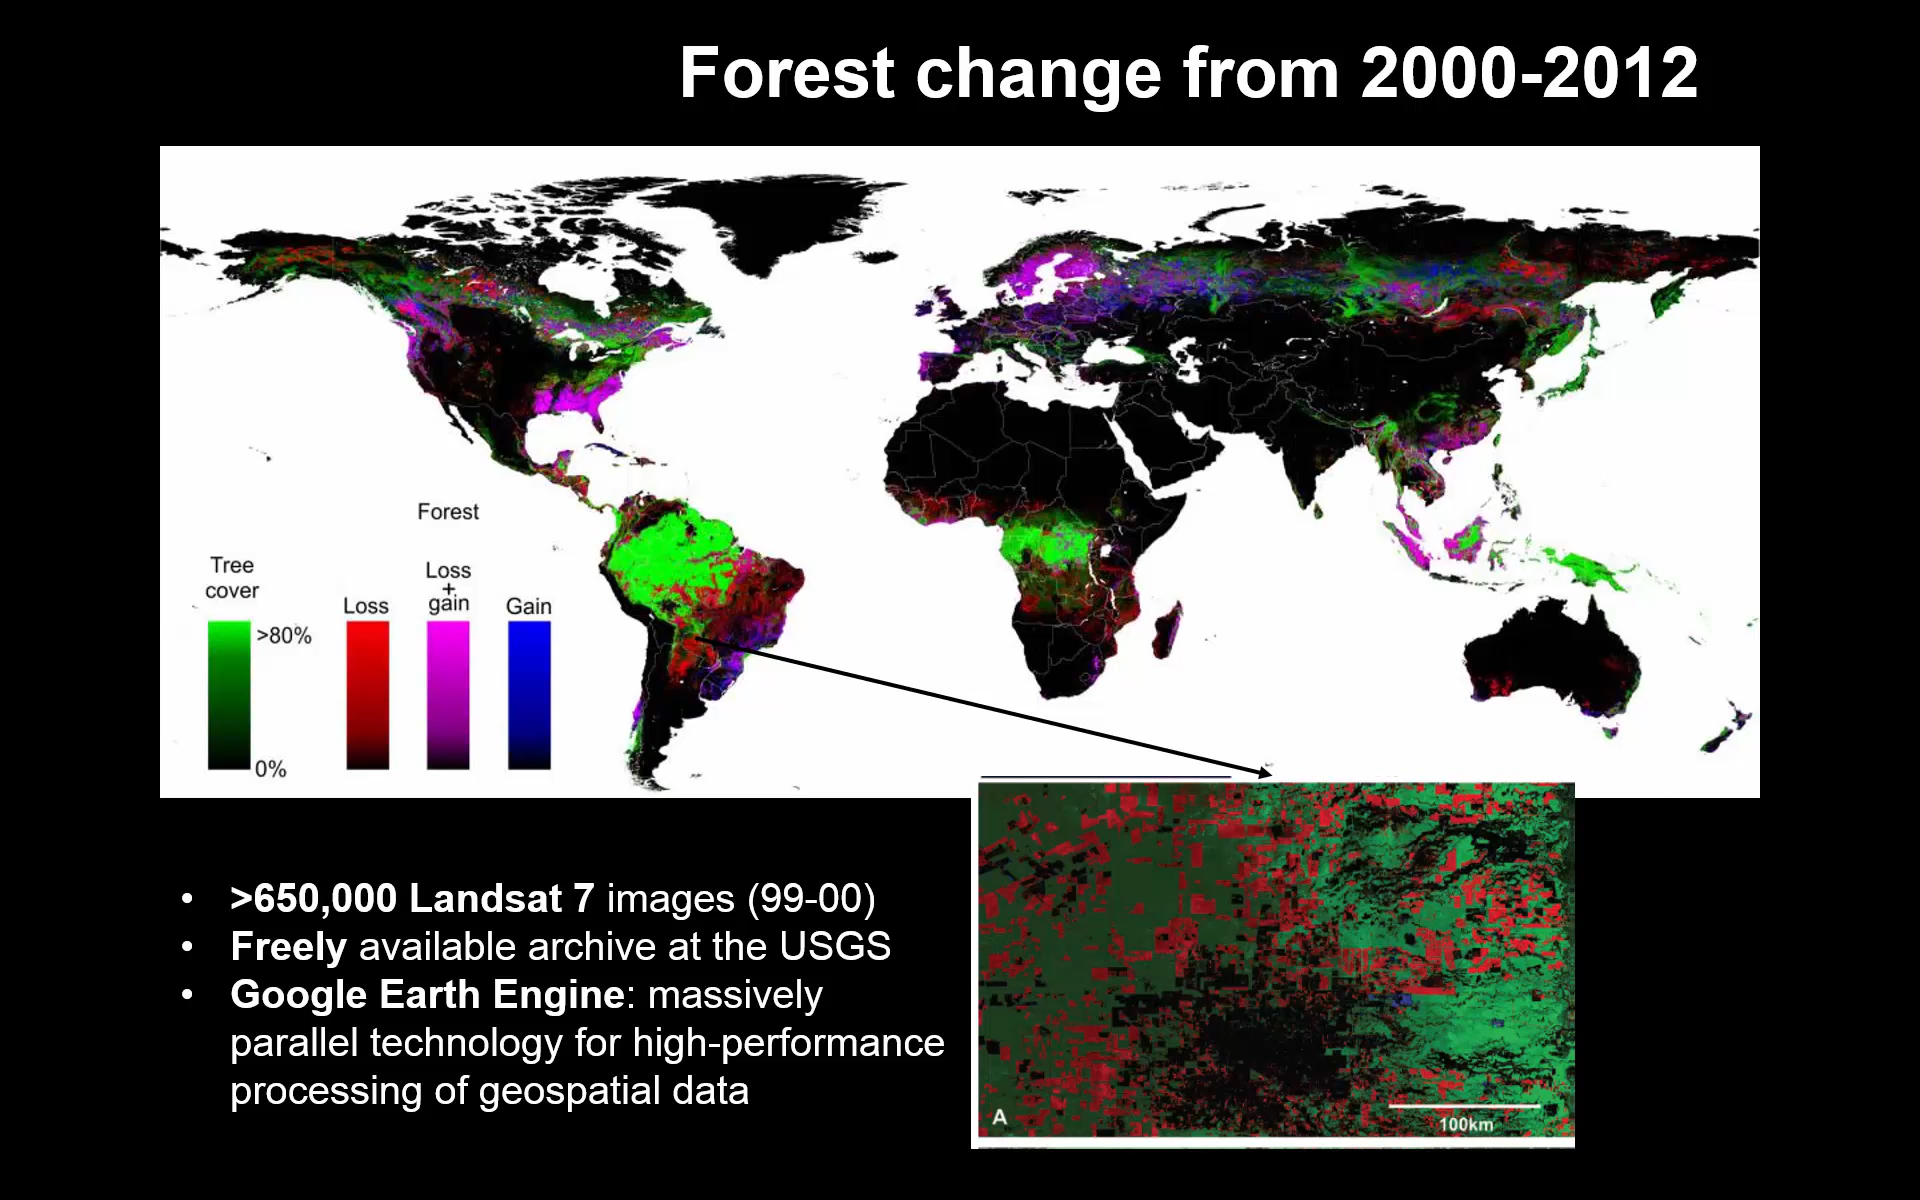 Forest change from 2000-2012
Forest
Tree
cover
Loss
Loss
+
gain
Gain
>80%
0%
• >650,000 Landsat 7 images (99-00)
• Freely available archive at the USGS
• Google Earth Engine: massively
parallel technology for high-performance
processing of geospatial data
A
100km